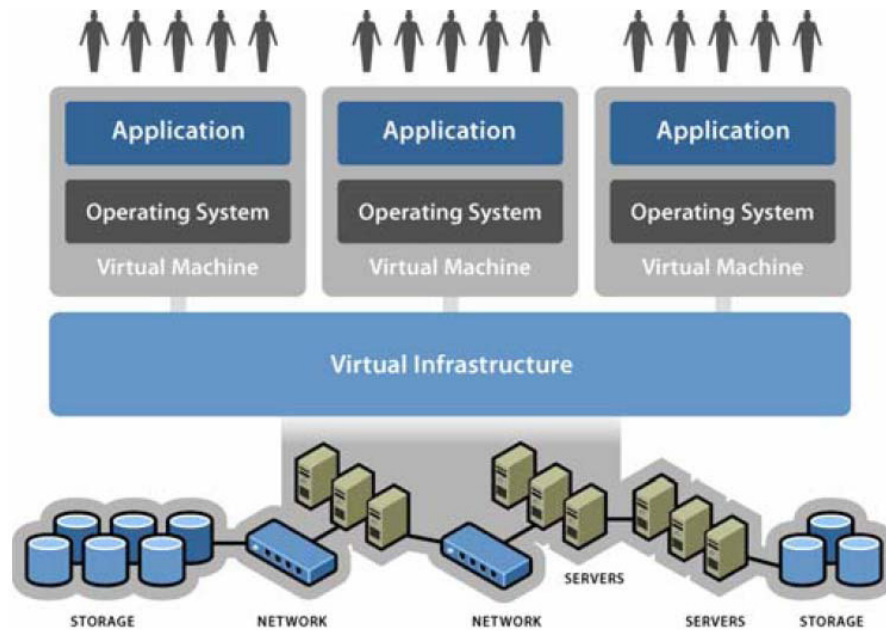 Application
Operating System
Virtual Machine
Application
Operating System
Virtual Machine
Application
Operating System
Virtual Machine
Virtual Infrastructure
STORAGE
NETWORK
NETWORK
SERVERS
SERVERS
STORAGE